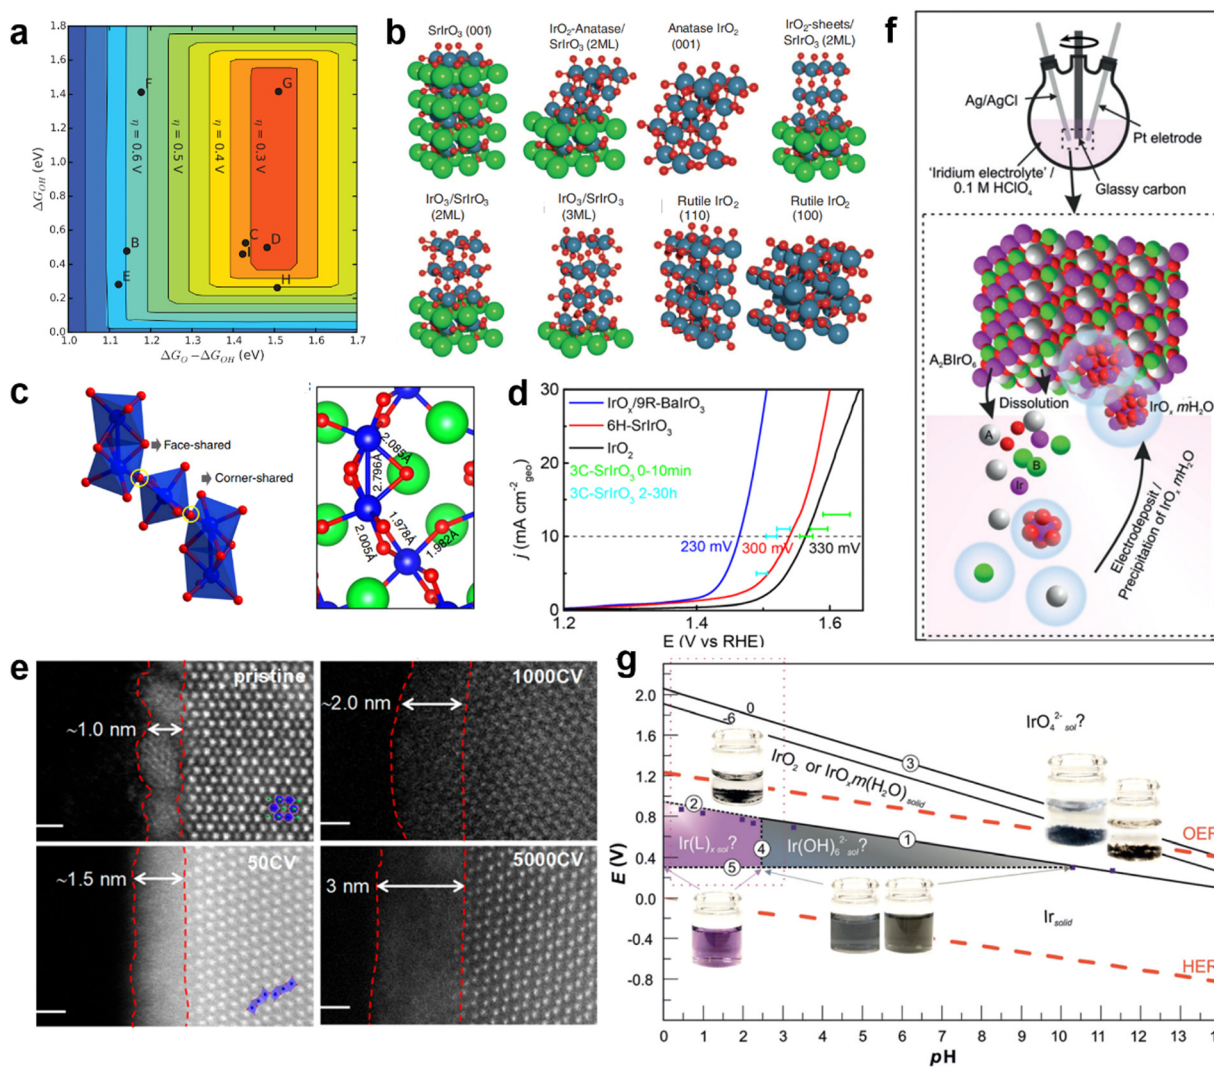 a
1.8
1.6
1.4
1.2
1.0
0.8
0.6
0.4
0.2
0.0
ΔG_OH (eV)
1.0
1.1
1.2
1.3
1.4
1.5
1.6
1.7
ΔG_O − ΔG_OH (eV)
η = 0.6 V
η = 0.5 V
η = 0.4 V
η = 0.3 V
F
G
B
E
C
I
D
H
b
SrIrO₃ (001)
IrO₂-Anatase/
SrIrO₃ (2ML)
Anatase IrO₂
(001)
IrO₂-sheets/
SrIrO₃ (2ML)
IrO₃/SrIrO₃
(2ML)
IrO₃/SrIrO₃
(3ML)
Rutile IrO₂
(110)
Rutile IrO₂
(100)
c
Face-shared
Corner-shared
2.085Å
2.796Å
1.978Å
2.005Å
1.982Å
d
30
20
10
0
j (mA cm⁻²geo.)
IrOₓ/9R-BaIrO₃
6H-SrIrO₃
IrO₂
3C-SrIrO₃ 0-10min
3C-SrIrO₃ 2-30h
230 mV
300 mV
330 mV
1.2
1.4
1.6
E (V vs RHE)
e
pristine
~1.0 nm
1000CV
~2.0 nm
50CV
~1.5 nm
5000CV
3 nm
f
Ag/AgCl
Pt eletrode
'Iridium electrolyte' /
0.1 M HClO₄
Glassy carbon
A₂BIrO₆
Dissolution
IrOₓ mH₂O
A
B
Ir
Electrodeposit /
Precipitation of IrOₓ mH₂O
g
2.0
1.6
1.2
0.8
0.4
0.0
-0.4
-0.8
E (V)
0
-6
IrO₄²⁻ sol?
3
IrO₂ or IrOₓm(H₂O)solid
2
1
OER
Ir(L)ₓ sol?
4
Ir(OH)₆²⁻ sol?
5
Ir solid
HER
0
1
2
3
4
5
6
7
8
9
10
11
12
13
14
pH